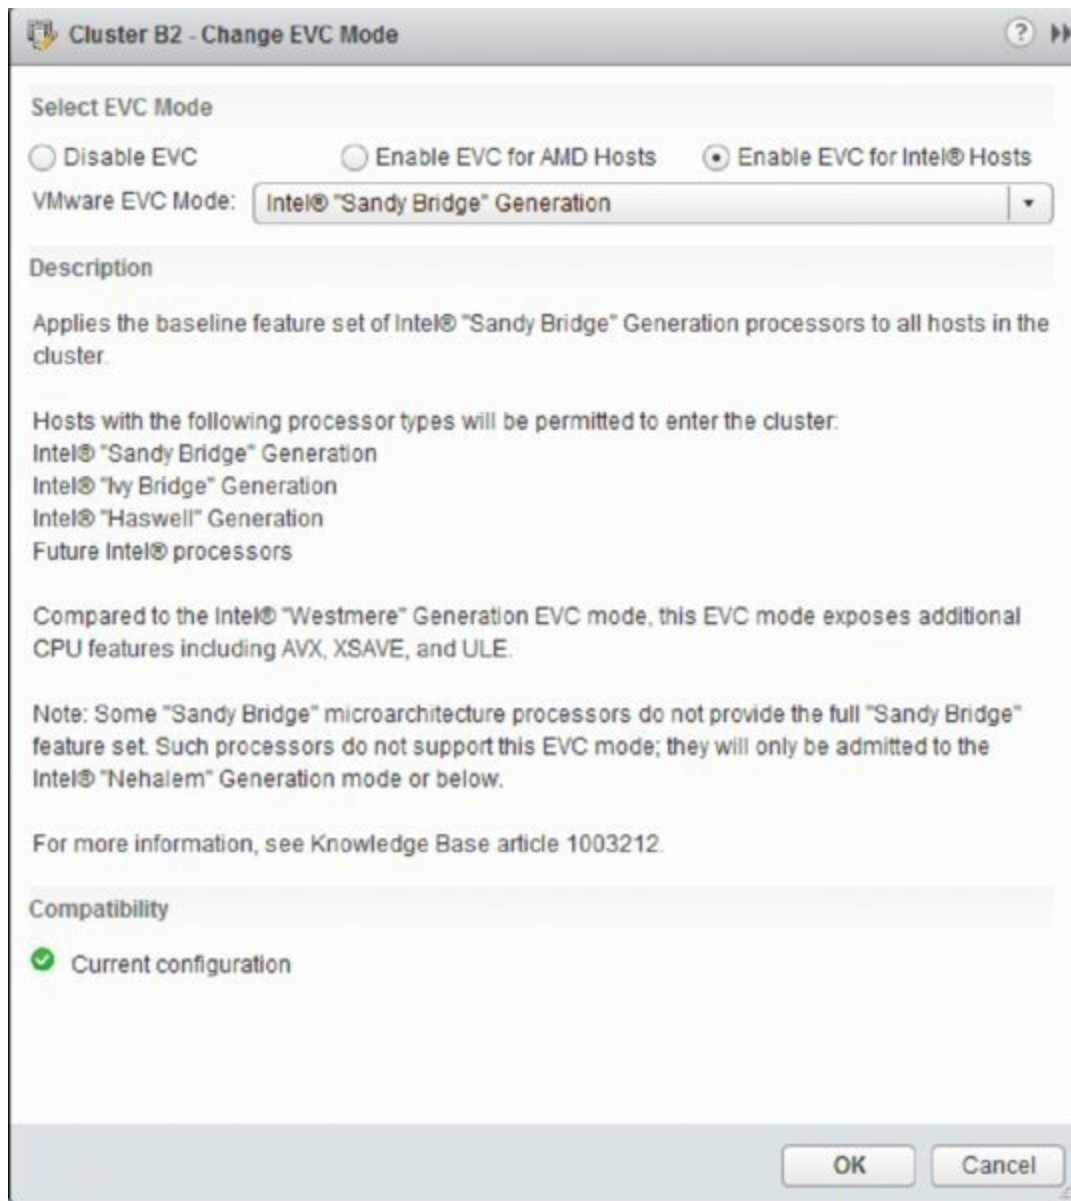 Cluster B2 - Change EVC Mode ?
Select EVC Mode
Disable EVC Enable EVC for AMD Hosts Enable EVC for Intel® Hosts
VMware EVC Mode: Intel® "Sandy Bridge" Generation
Description
Applies the baseline feature set of Intel® "Sandy Bridge" Generation processors to all hosts in the
cluster.
Hosts with the following processor types will be permitted to enter the cluster:
Intel® "Sandy Bridge" Generation
Intel® "Ivy Bridge" Generation
Intel® "Haswell" Generation
Future Intel® processors
Compared to the Intel® "Westmere" Generation EVC mode, this EVC mode exposes additional
CPU features including AVX, XSAVE, and ULE.
Note: Some "Sandy Bridge" microarchitecture processors do not provide the full "Sandy Bridge"
feature set. Such processors do not support this EVC mode; they will only be admitted to the
Intel® "Nehalem" Generation mode or below.
For more information, see Knowledge Base article 1003212.
Compatibility
Current configuration
OK Cancel